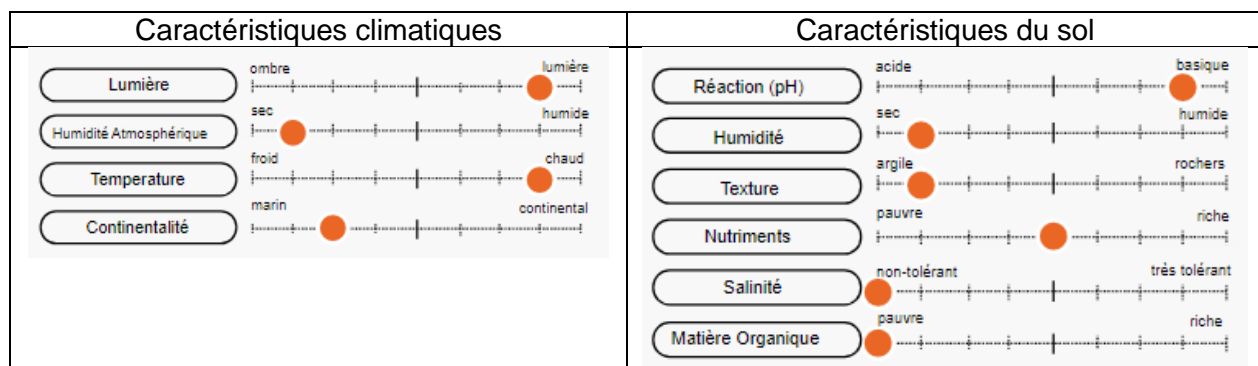 Caractéristiques climatiques
Lumière
ombre
lumière
Humidité Atmosphérique
sec
humide
Temperature
froid
chaud
Continentalité
marin
continental
Caractéristiques du sol
Réaction (pH)
acide
basique
Humidité
sec
humide
Texture
argile
rochers
Nutriments
pauvre
riche
Salinité
non-tolérant
très tolérant
Matière Organique
pauvre
riche